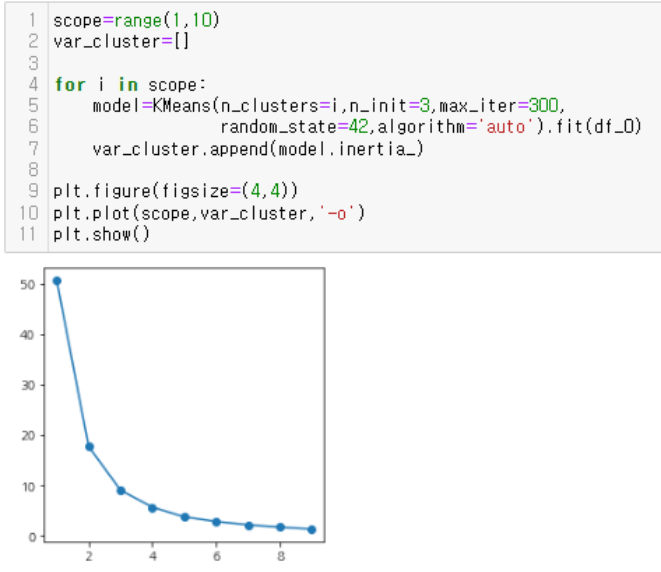 1 scope=range(1,10)
2 var_cluster=[]
3
4 for i in scope:
5     model=KMeans(n_clusters=i,n_init=3,max_iter=300,
6                  random_state=42,algorithm='auto').fit(df_0)
7     var_cluster.append(model.inertia_)
8
9 plt.figure(figsize=(4,4))
10 plt.plot(scope,var_cluster,'-o')
11 plt.show()
50
40
30
20
10
0
2 4 6 8